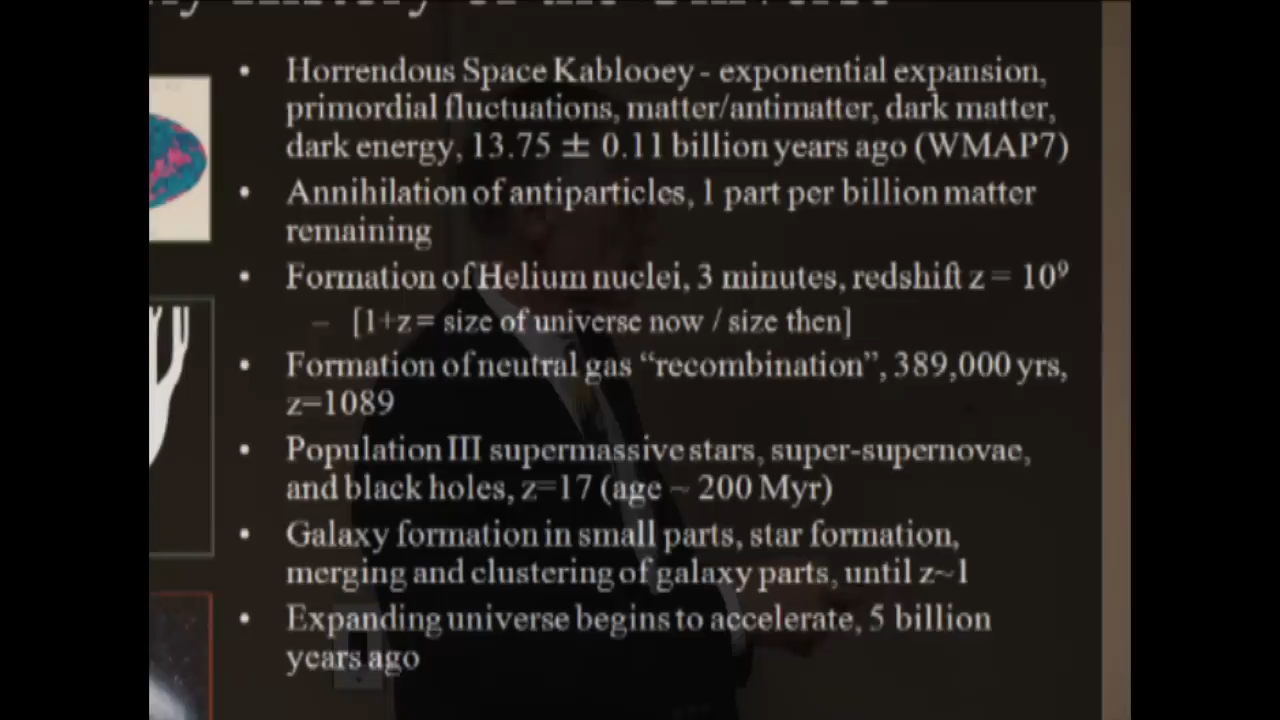 History of the Universe
• Horrendous Space Kablooey - exponential expansion,
primordial fluctuations, matter/antimatter, dark matter,
dark energy, 13.75 ± 0.11 billion years ago (WMAP7)
• Annihilation of antiparticles, 1 part per billion matter
remaining
• Formation of Helium nuclei, 3 minutes, redshift z = 10⁹
– [1+z = size of universe now / size then]
• Formation of neutral gas “recombination”, 389,000 yrs,
z=1089
• Population III supermassive stars, super-supernovae,
and black holes, z=17 (age ~ 200 Myr)
• Galaxy formation in small parts, star formation,
merging and clustering of galaxy parts, until z~1
• Expanding universe begins to accelerate, 5 billion
years ago